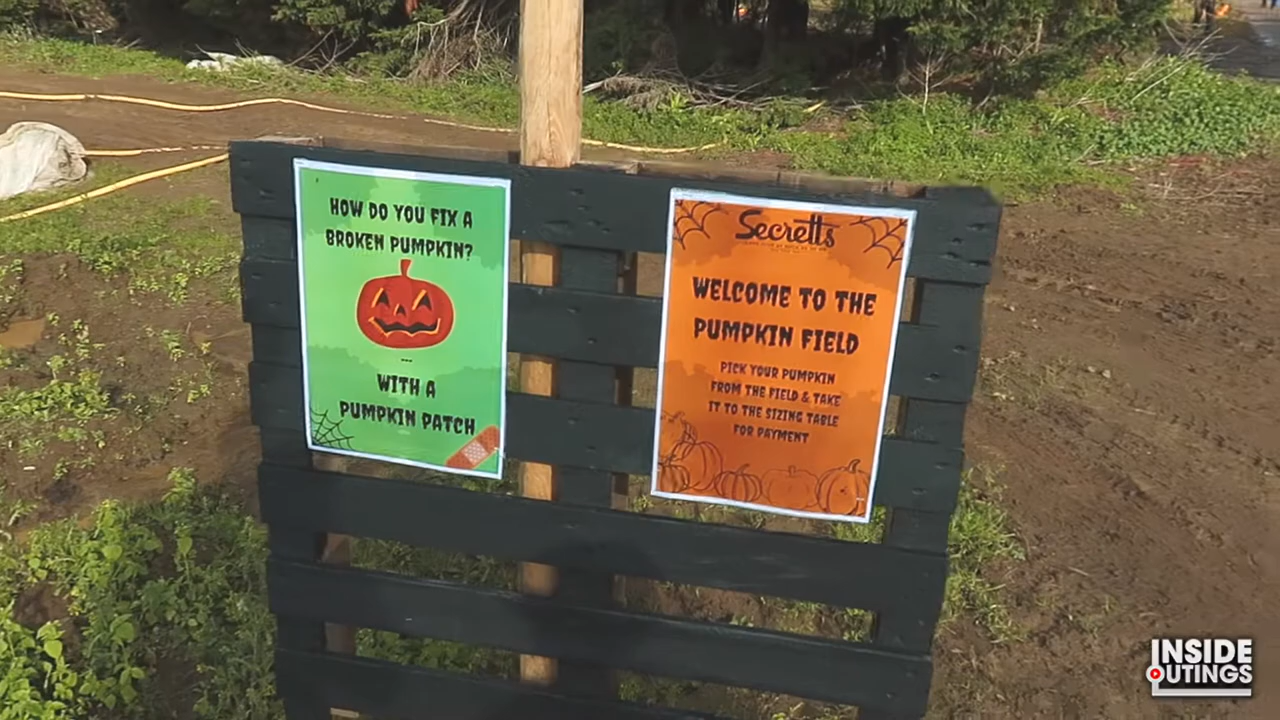 HOW DO YOU FIX A
BROKEN PUMPKIN?
...
WITH A
PUMPKIN PATCH
Secretts
WELCOME TO THE
PUMPKIN FIELD
PICK YOUR PUMPKIN
FROM THE FIELD & TAKE
IT TO THE SIZING TABLE
FOR PAYMENT
INSIDE
OUTINGS